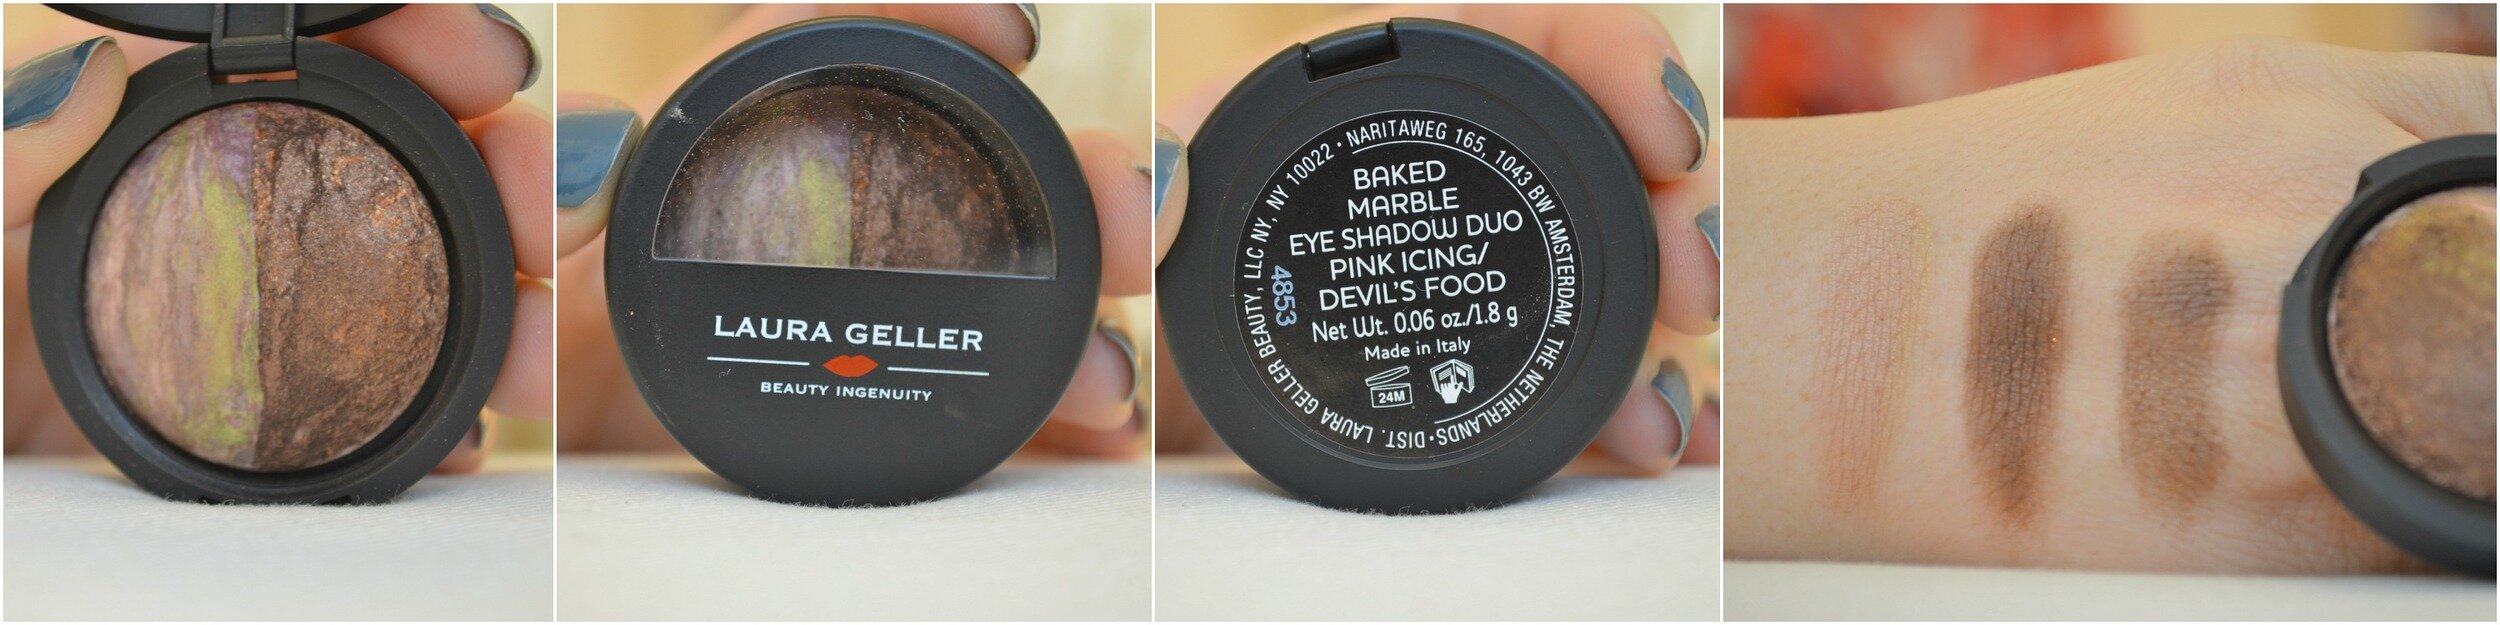 LAURA GELLER
BEAUTY INGENUITY
BAKED
MARBLE
EYE SHADOW DUO
PINK ICING/
DEVIL'S FOOD
Net Wt. 0.06 oz./1.8 g
Made in Italy
24M
4853
NARITAWEG 165, 1043 BW AMSTERDAM, THE NETHERLANDS • DIST. LAURA GELLER BEAUTY, LLC NY, NY 10022 •